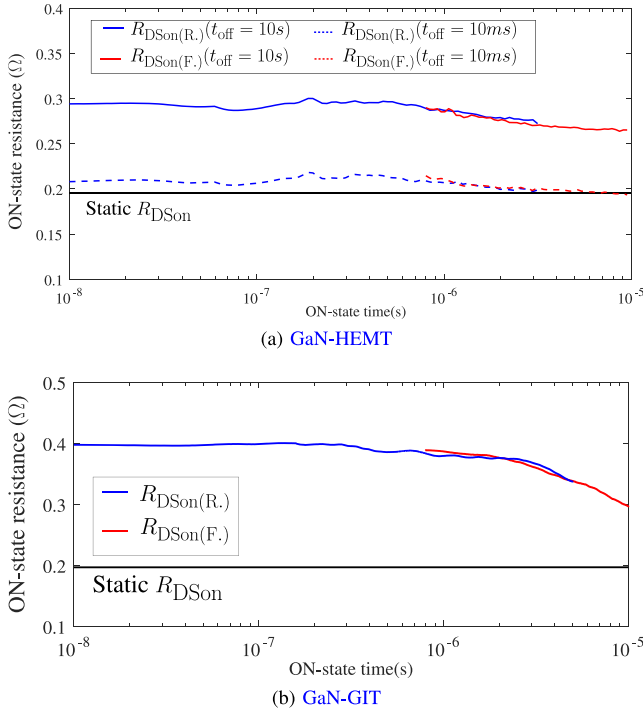 0.4
R_DSon(R.)(t_off = 10s) R_DSon(R.)(t_off = 10ms)
R_DSon(F.)(t_off = 10s) R_DSon(F.)(t_off = 10ms)
0.3
0.25
0.2
Static R_DSon
0.15
0.1
ON-state resistance (Ω)
10^-8 10^-7 10^-6 10^-5
ON-state time(s)
(a) GaN-HEMT
0.5
0.4
0.3
R_DSon(R.)
R_DSon(F.)
0.2
Static R_DSon
0.1
ON-state resistance (Ω)
10^-8 10^-7 10^-6 10^-5
ON-state time(s)
(b) GaN-GIT